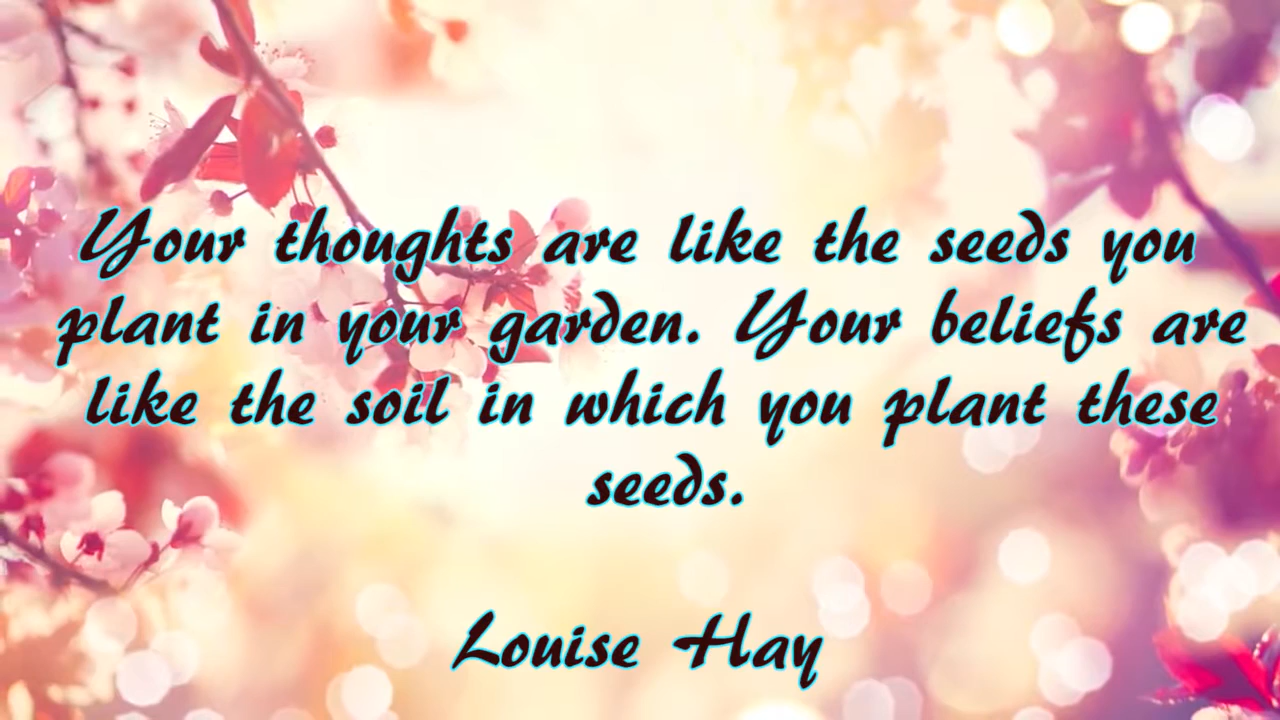 Your thoughts are like the seeds you
plant in your garden. Your beliefs are
like the soil in which you plant these
seeds.
Louise Hay